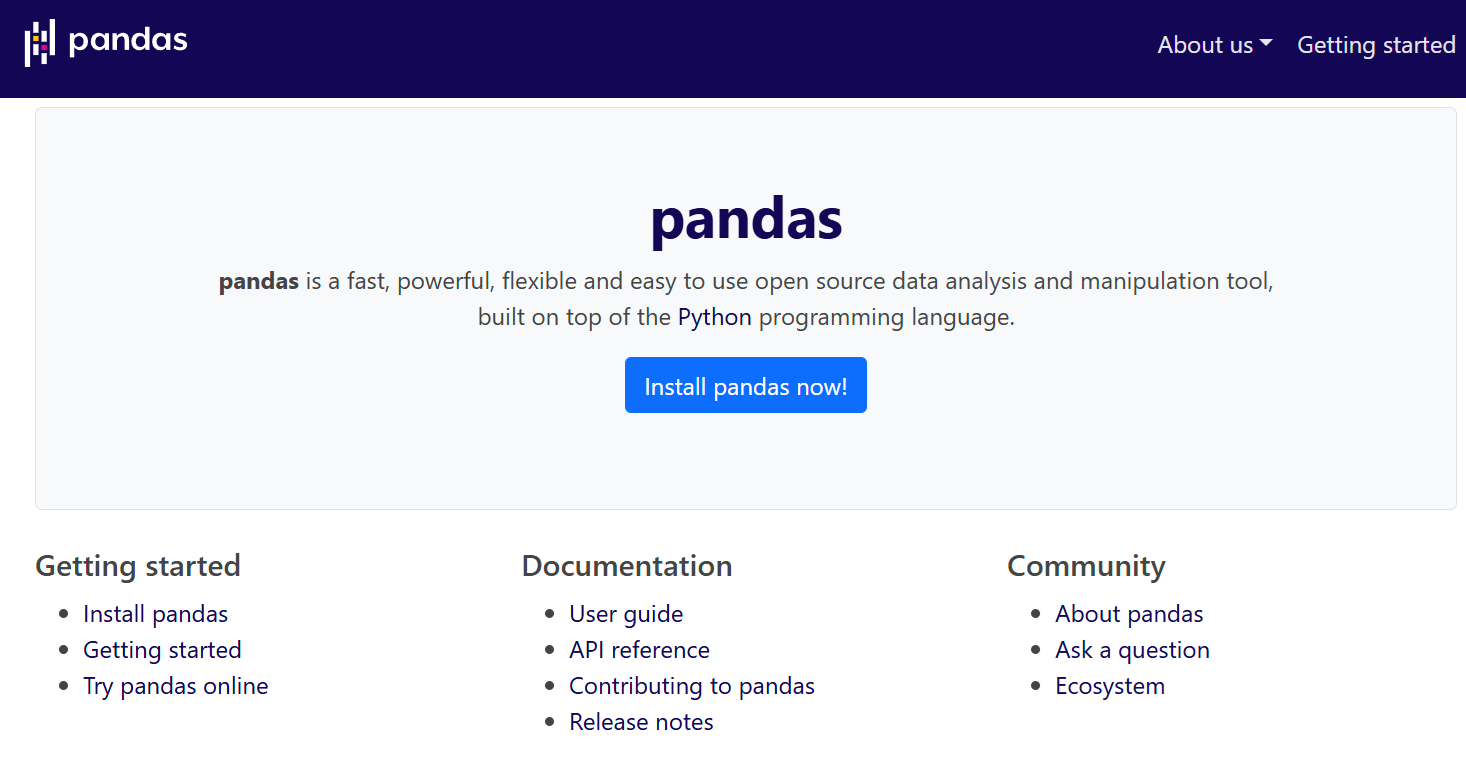 pandas
About us
Getting started
pandas
pandas is a fast, powerful, flexible and easy to use open source data analysis and manipulation tool,
built on top of the Python programming language.
Install pandas now!
Getting started
Install pandas
Getting started
Try pandas online
Documentation
User guide
API reference
Contributing to pandas
Release notes
Community
About pandas
Ask a question
Ecosystem